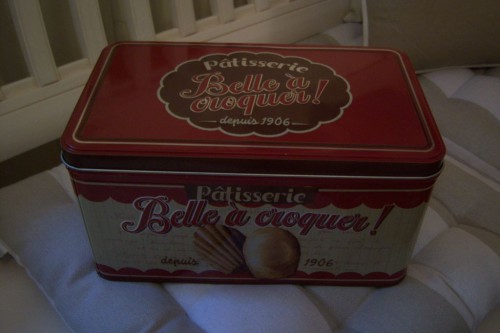 Pâtisserie
Belle à
croquer!
depuis 1906
Pâtisserie
Belle à croquer!
depuis 1906